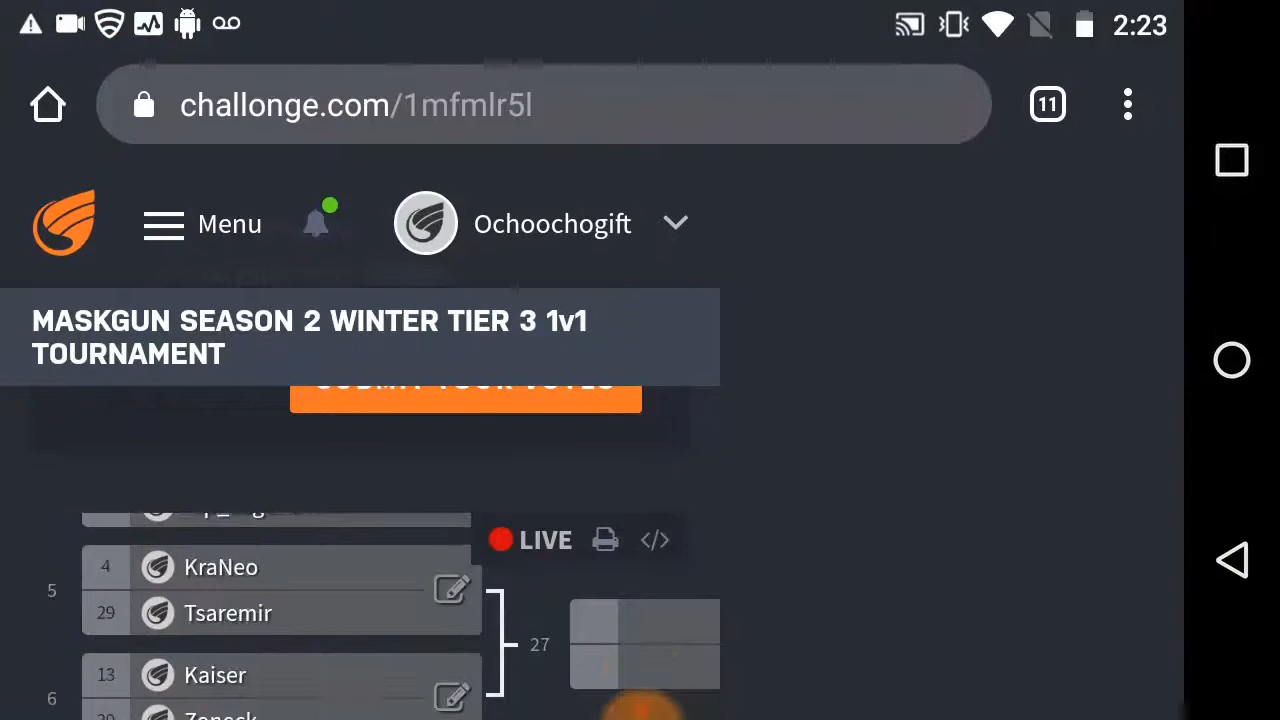 2:23
challonge.com/1mfmlr5l
11
Menu
Ochoochogift
MASKGUN SEASON 2 WINTER TIER 3 1v1
TOURNAMENT
LIVE
5
4 KraNeo
29 Tsaremir
27
6
13 Kaiser